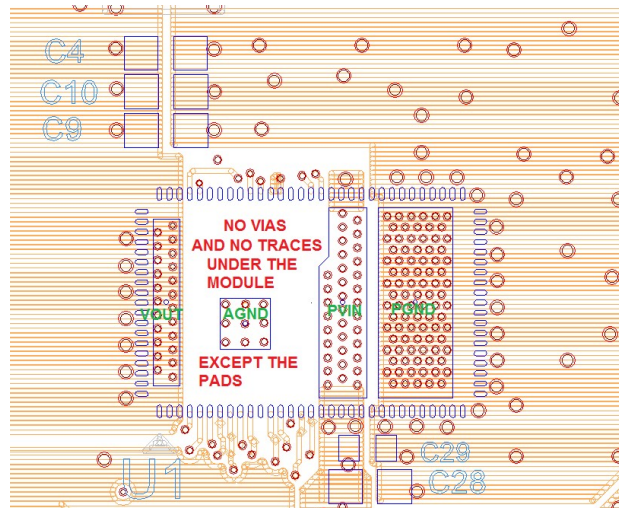 C4
C10
C9
NO VIAS
AND NO TRACES
UNDER THE
MODULE
VOUT
AGND
PVIN
PGND
EXCEPT THE
PADS
C29
U1
C28